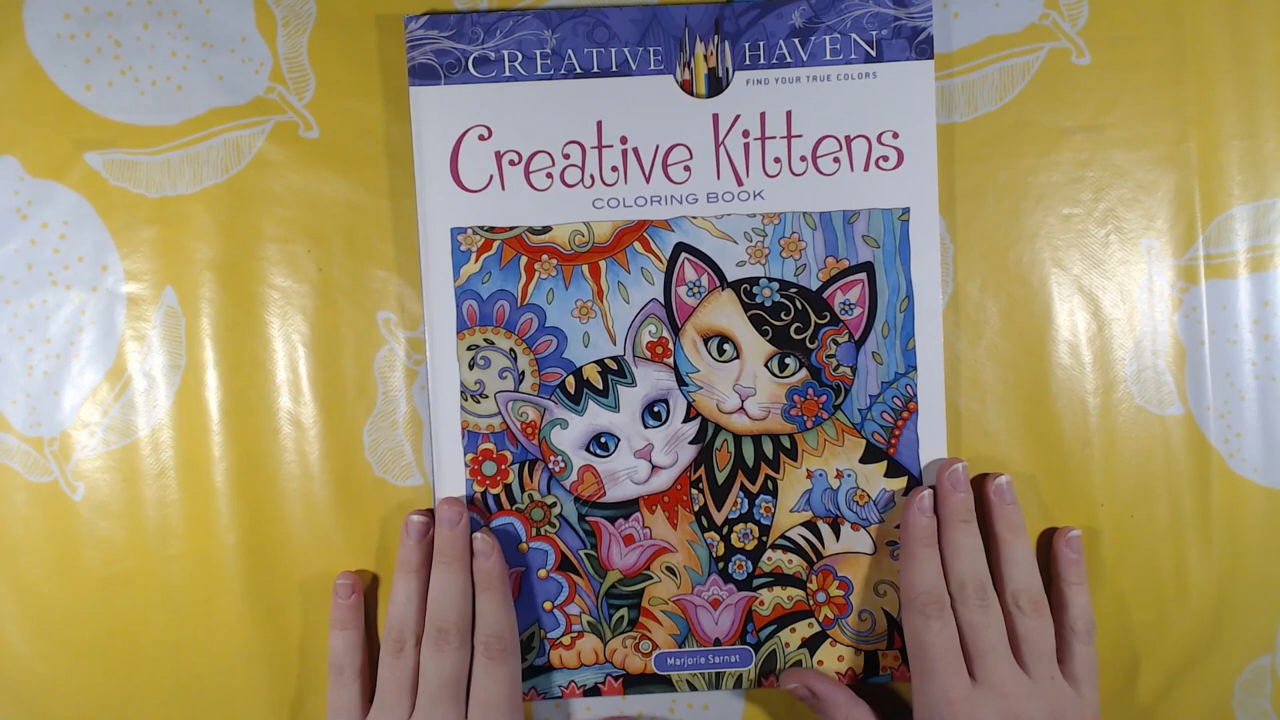 CREATIVE HAVEN®
FIND YOUR TRUE COLORS
Creative Kittens
COLORING BOOK
Marjorie Sarnat